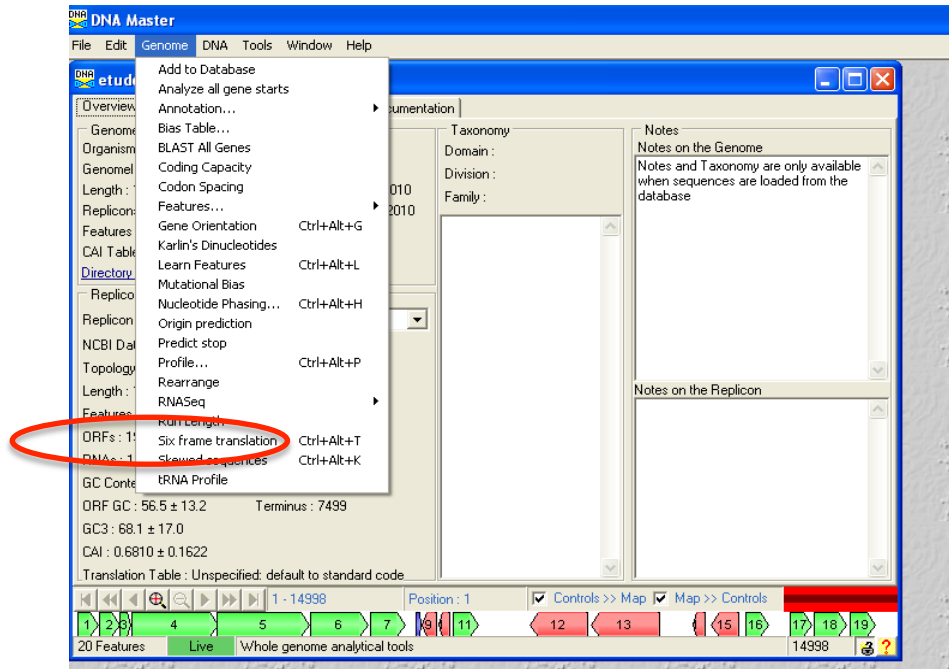 DNA Master
File Edit Genome DNA Tools Window Help
etude
Overview
Documentation
Add to Database
Analyze all gene starts
Annotation...
Bias Table...
BLAST All Genes
Coding Capacity
Codon Spacing
Features...
Gene Orientation Ctrl+Alt+G
Karlin's Dinucleotides
Learn Features Ctrl+Alt+L
Mutational Bias
Nucleotide Phasing... Ctrl+Alt+H
Origin prediction
Predict stop
Profile... Ctrl+Alt+P
Rearrange
RNASeq
Run Length
Six frame translation Ctrl+Alt+T
Skewed sequences Ctrl+Alt+K
tRNA Profile
Genome
Organism
Genomel
Length :
010
Replicon
2010
Features
CAI Table
Directory
Replico
Replicon
NCBI Dat
Topology
Length :
Features
ORFs : 19
RNAs : 1
GC Conte
ORF GC : 56.5 ± 13.2 Terminus : 7499
GC3 : 68.1 ± 17.0
CAI : 0.6810 ± 0.1622
Translation Table : Unspecified: default to standard code
Taxonomy
Domain :
Division :
Family :
Notes
Notes on the Genome
Notes and Taxonomy are only available
when sequences are loaded from the
database
Notes on the Replicon
1 - 14998 Position : 1 Controls >> Map Map >> Controls
1 2 3 4 5 6 7 9 11 12 13 15 16 17 18 19
20 Features Live Whole genome analytical tools 14998